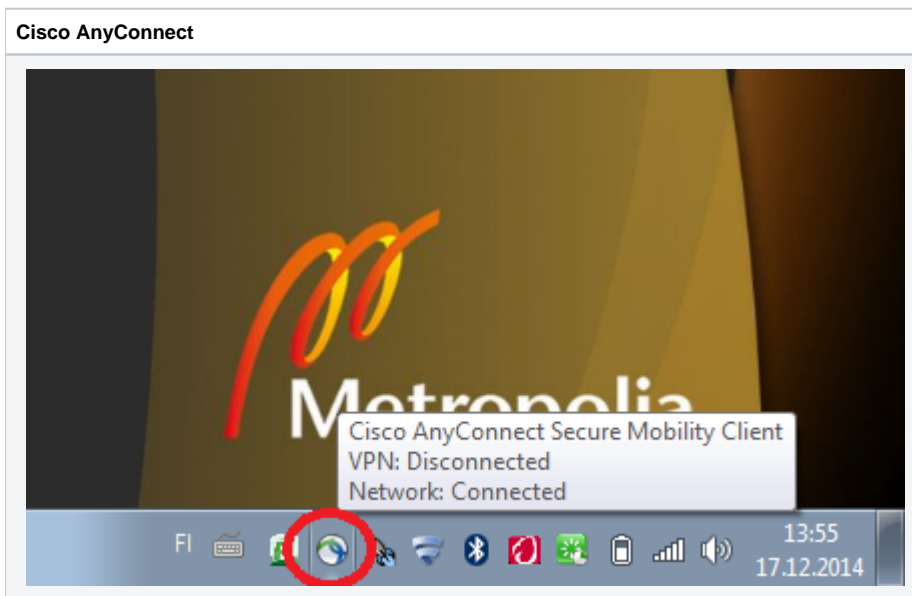 Cisco AnyConnect
Metropolia
Cisco AnyConnect Secure Mobility Client
VPN: Disconnected
Network: Connected
FI
13:55
17.12.2014